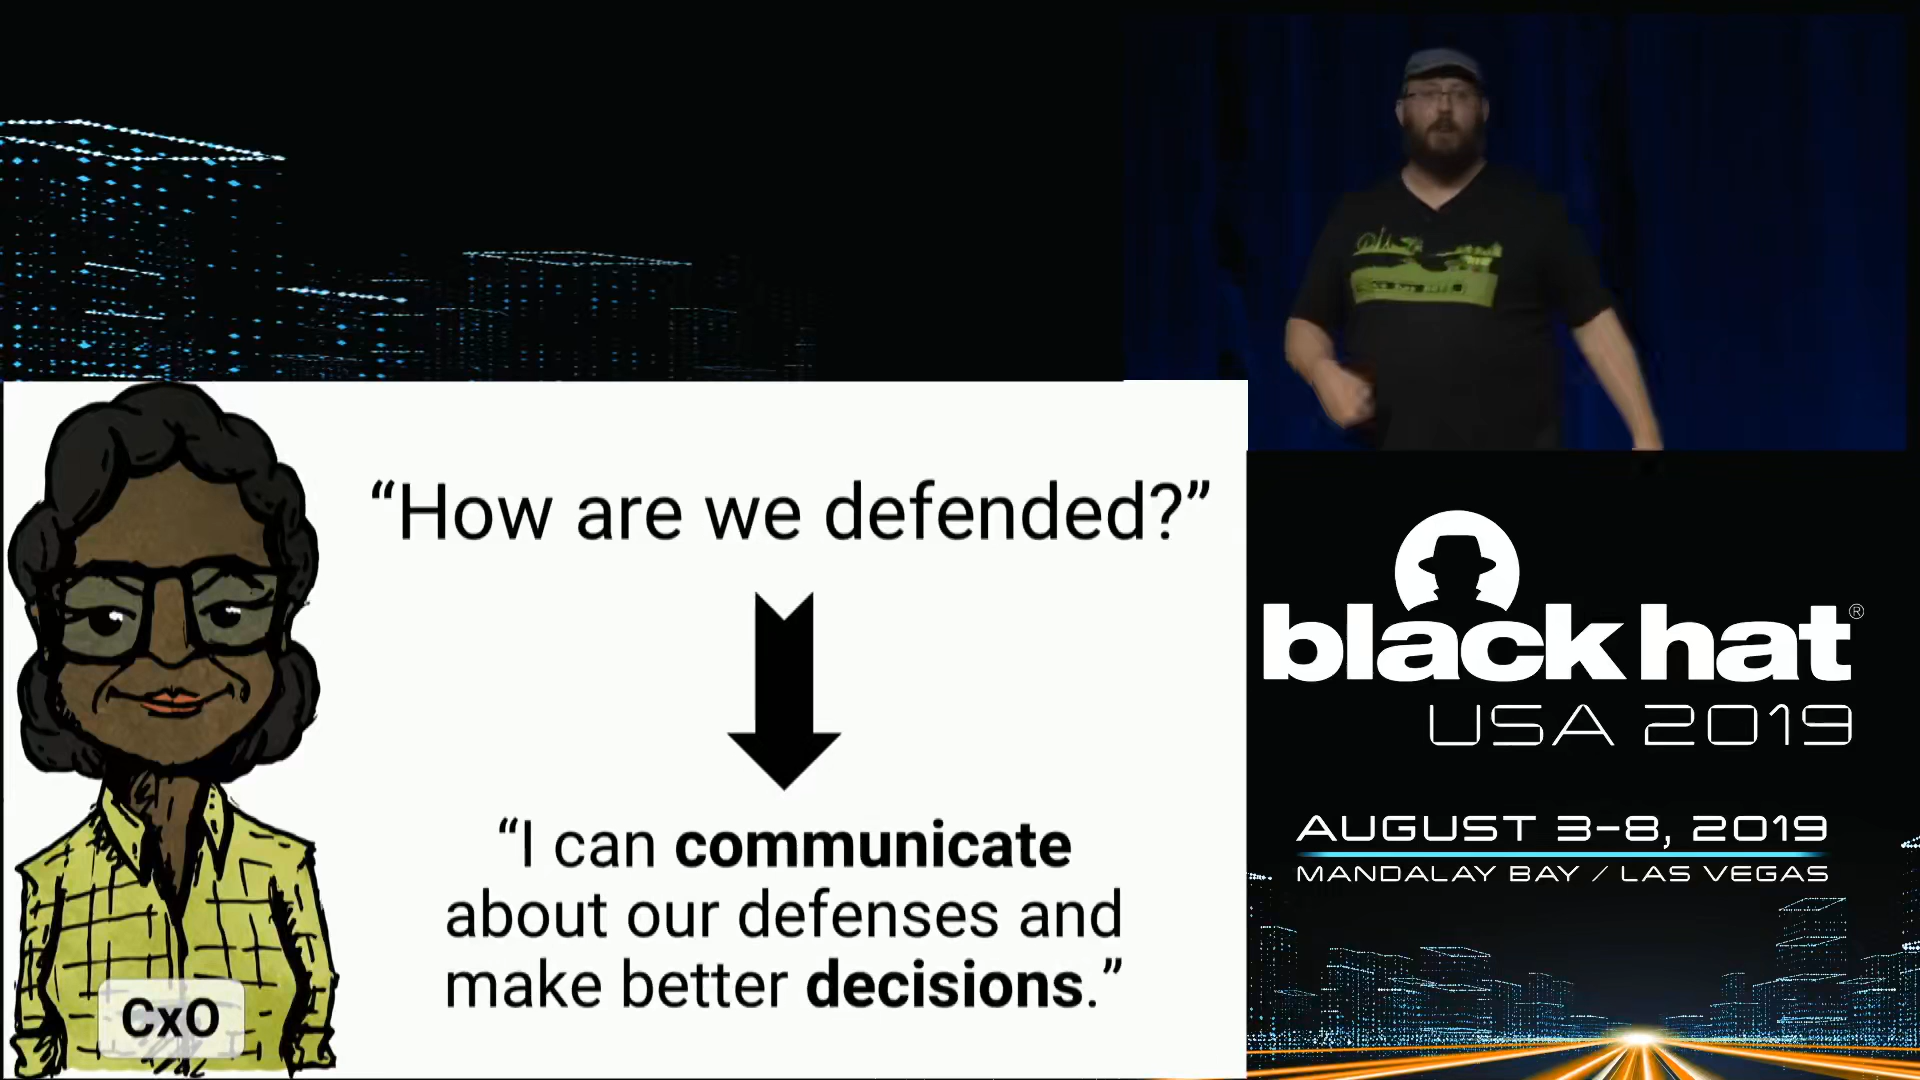 “How are we defended?”
“I can communicate
about our defenses and
make better decisions.”
CxO
black hat®
USA 2019
AUGUST 3-8, 2019
MANDALAY BAY / LAS VEGAS